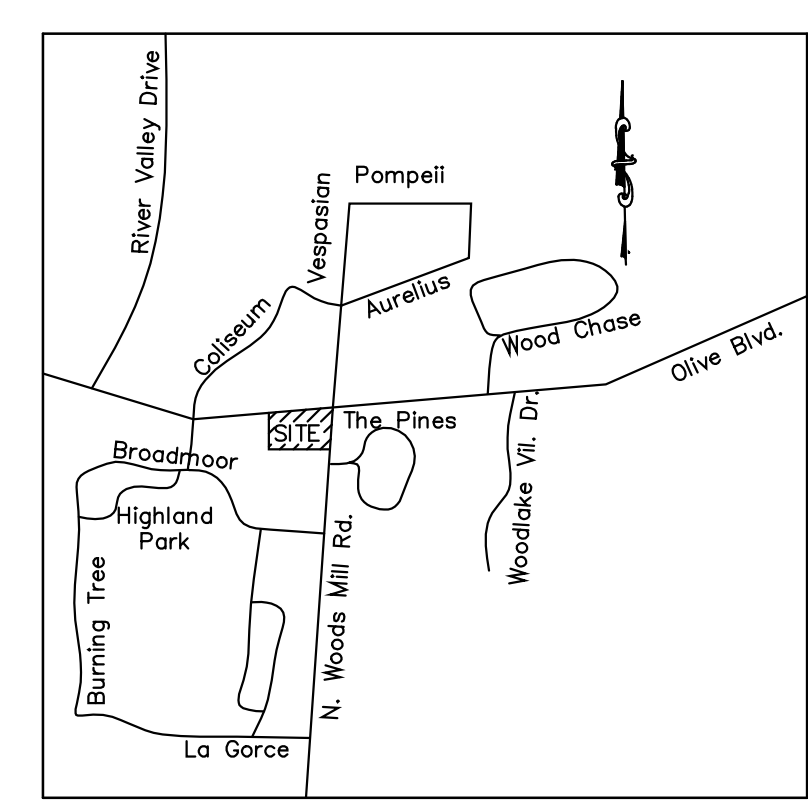 River Valley Drive
Pompeii
Vespasian
Aurelius
Coliseum
Wood Chase
Olive Blvd.
SITE
The Pines
Broadmoor
Highland
Park
Woodlake Vil. Dr.
N. Woods Mill Rd.
Burning Tree
La Gorce